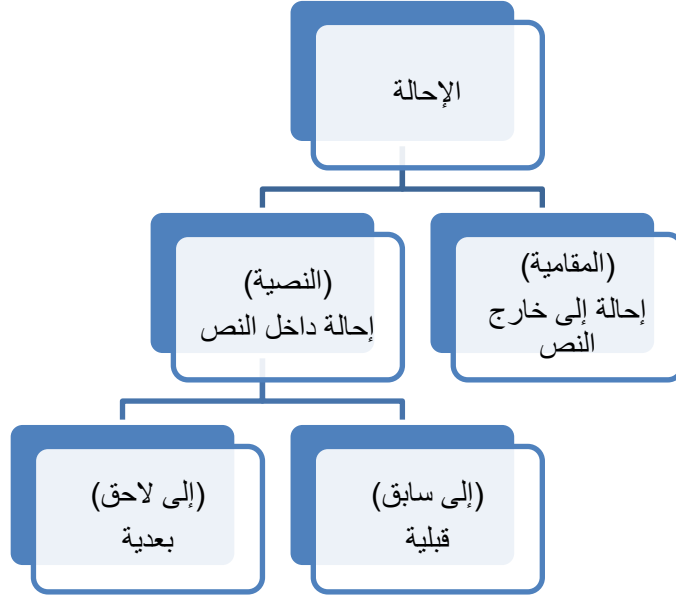 الإحالة
(المقامية)
إحالة إلى خارج
النص
(النصية)
إحالة داخل النص
(إلى سابق)
قبلية
(إلى لاحق)
بعدية